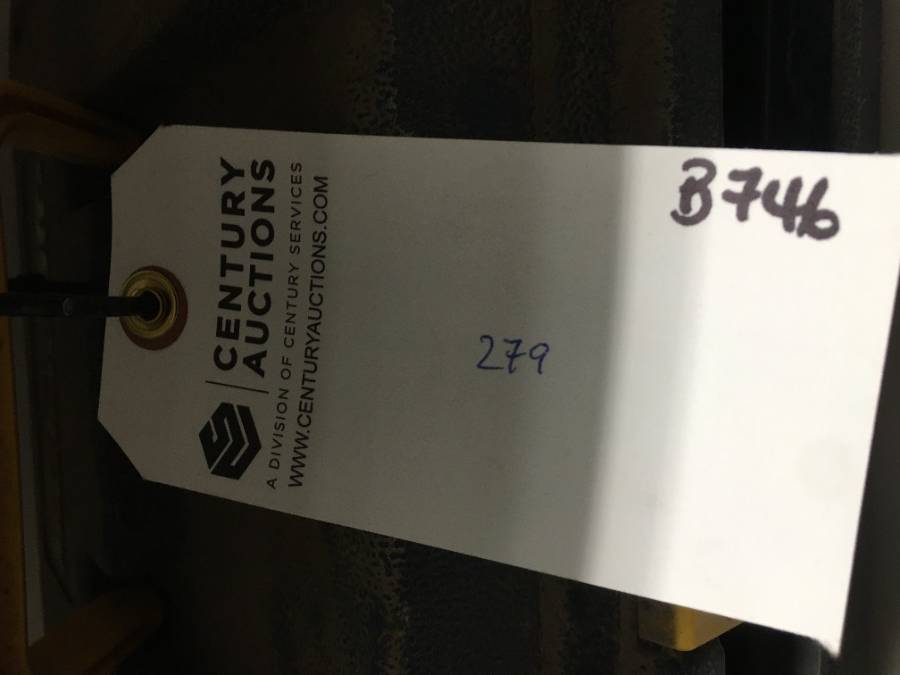 CENTURY
AUCTIONS
A DIVISION OF CENTURY SERVICES
WWW.CENTURYAUCTIONS.COM
279
B746